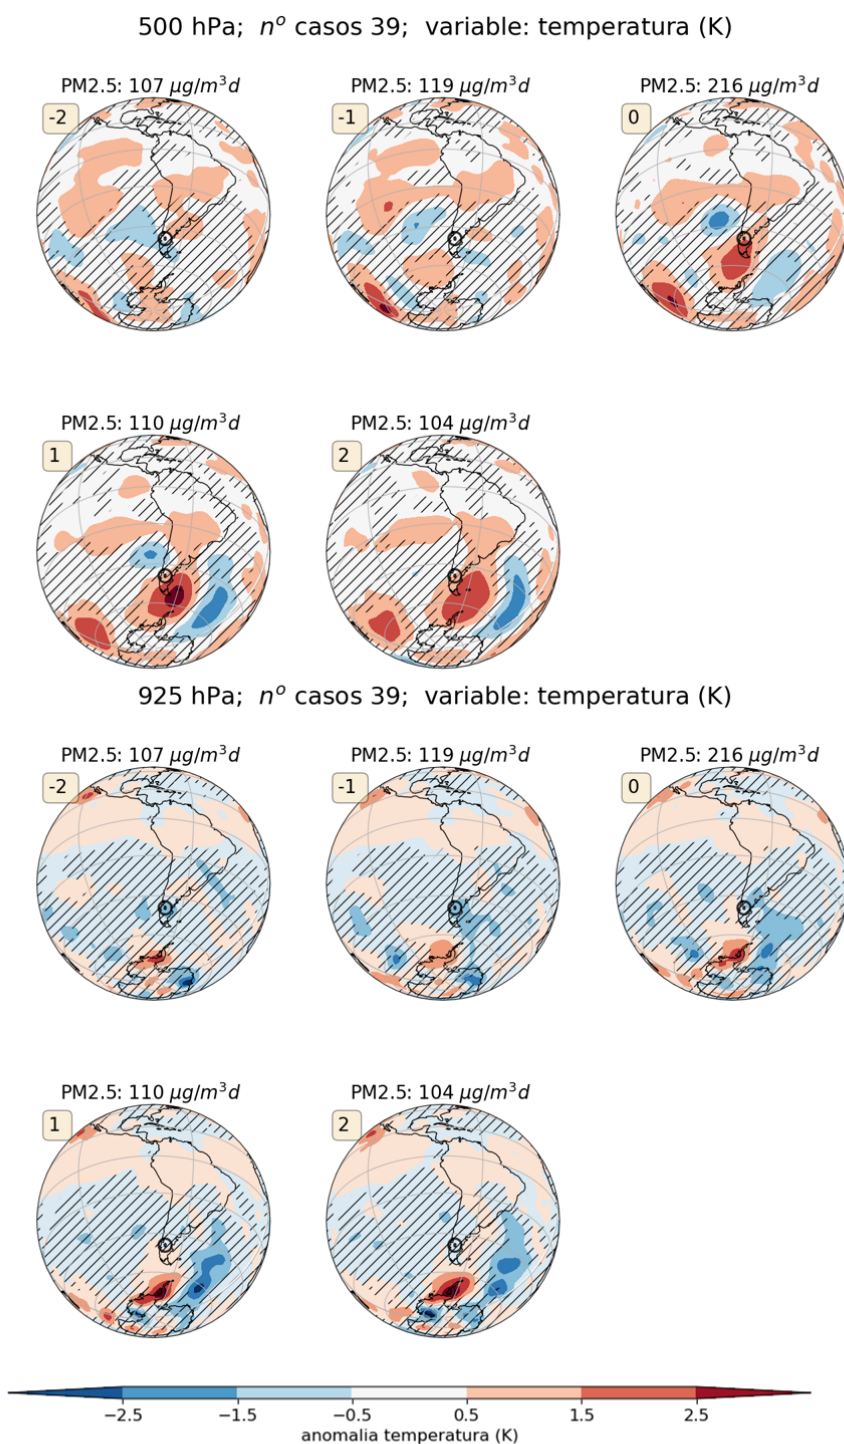 500 hPa; nº casos 39; variable: temperatura (K)
PM2.5: 107 μg/m³d
PM2.5: 119 μg/m³d
PM2.5: 216 μg/m³d
-2
-1
0
PM2.5: 110 μg/m³d
PM2.5: 104 μg/m³d
1
2
925 hPa; nº casos 39; variable: temperatura (K)
PM2.5: 107 μg/m³d
PM2.5: 119 μg/m³d
PM2.5: 216 μg/m³d
-2
-1
0
PM2.5: 110 μg/m³d
PM2.5: 104 μg/m³d
1
2
−2.5 −1.5 −0.5 0.5 1.5 2.5
anomalia temperatura (K)